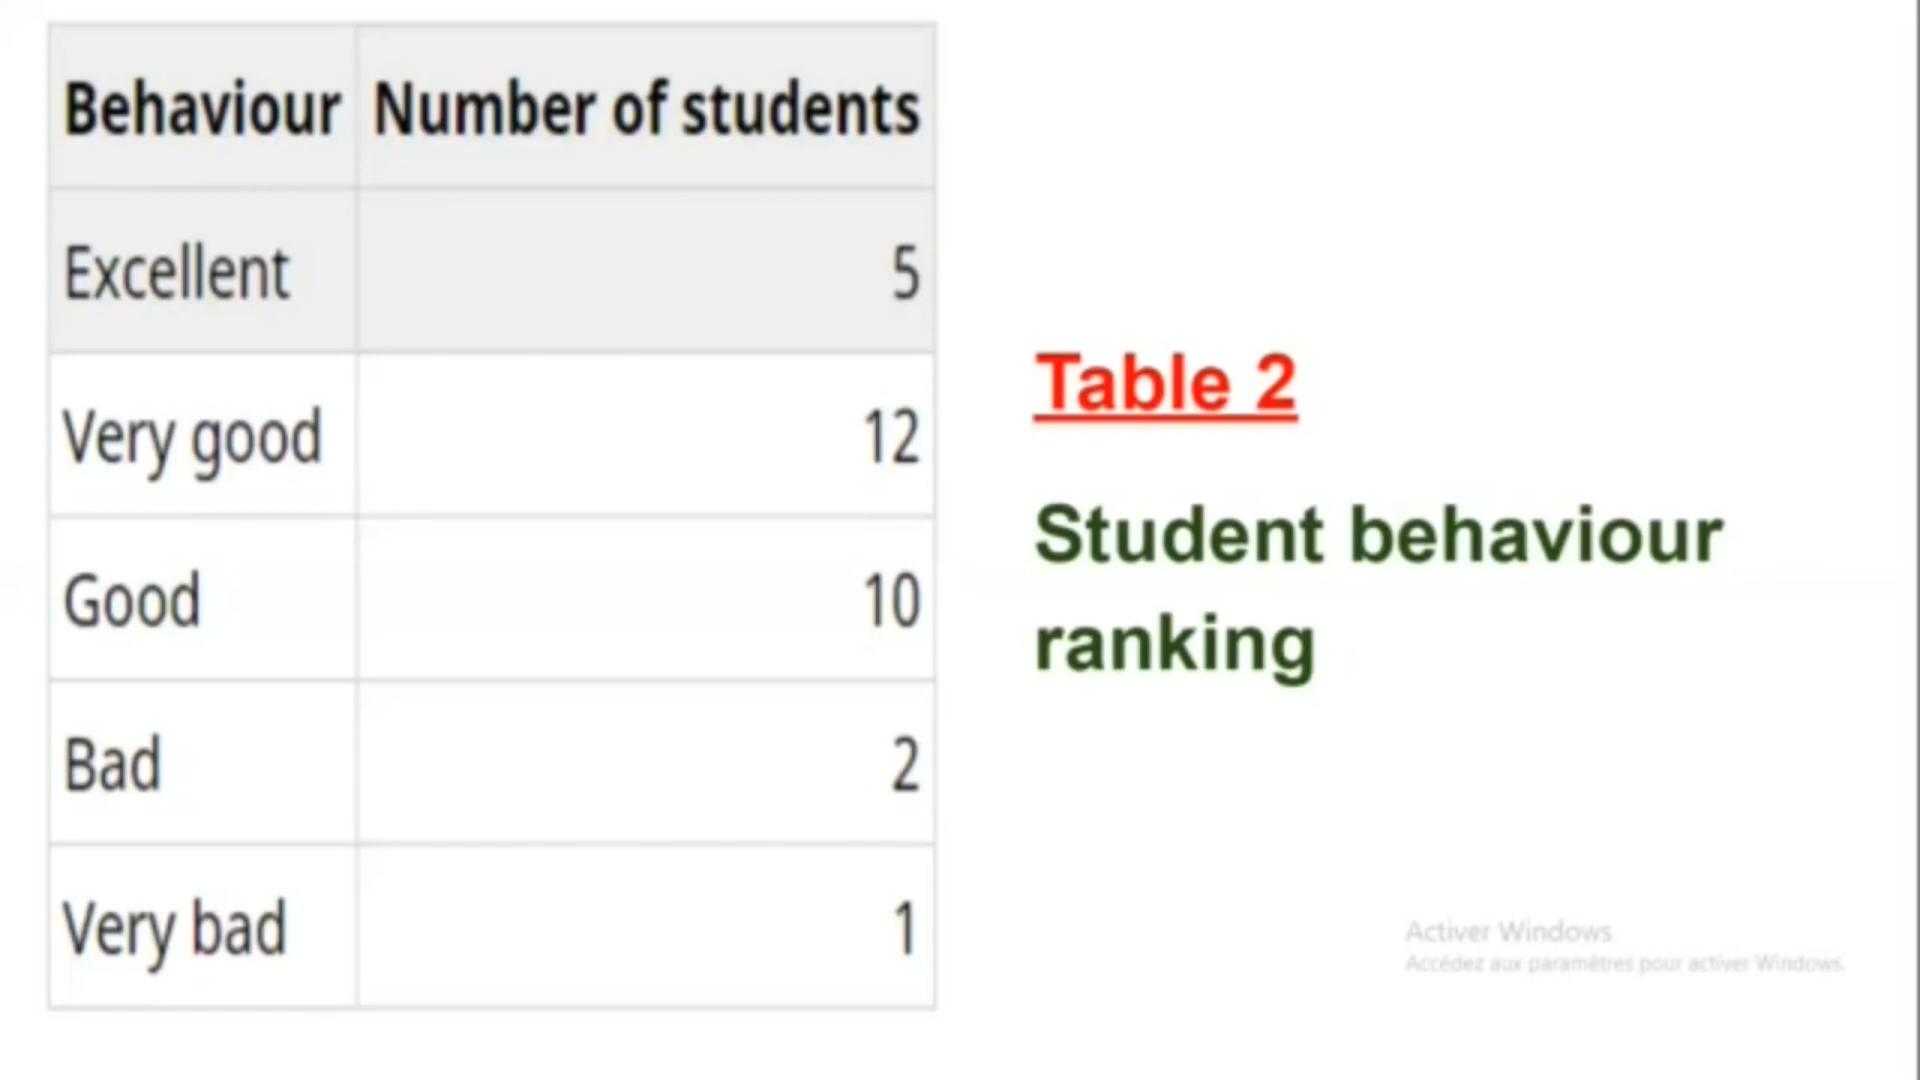 Behaviour Number of students
Excellent 5
Very good 12
Good 10
Bad 2
Very bad 1
Table 2
Student behaviour
ranking
Activer Windows
Accédez aux paramètres pour activer Windows.